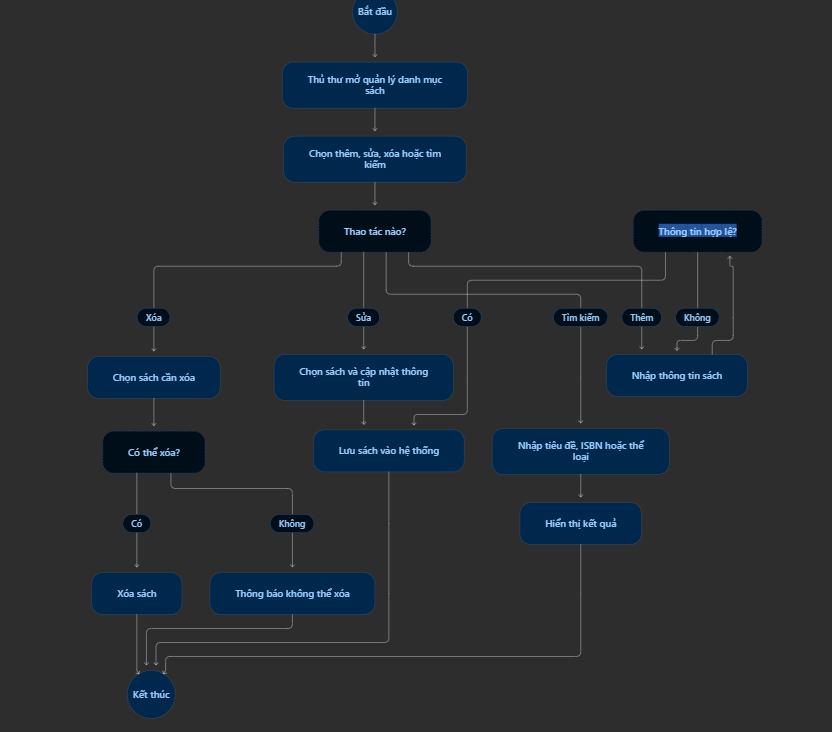 Bắt đầu
Thủ thư mở quản lý danh mục
sách
Chọn thêm, sửa, xóa hoặc tìm
kiếm
Thao tác nào?
Thông tin hợp lệ?
Xóa
Sửa
Có
Tìm kiếm
Thêm
Không
Chọn sách cần xóa
Chọn sách và cập nhật thông
tin
Nhập thông tin sách
Có thể xóa?
Lưu sách vào hệ thống
Nhập tiêu đề, ISBN hoặc thể
loại
Có
Không
Hiển thị kết quả
Xóa sách
Thông báo không thể xóa
Kết thúc